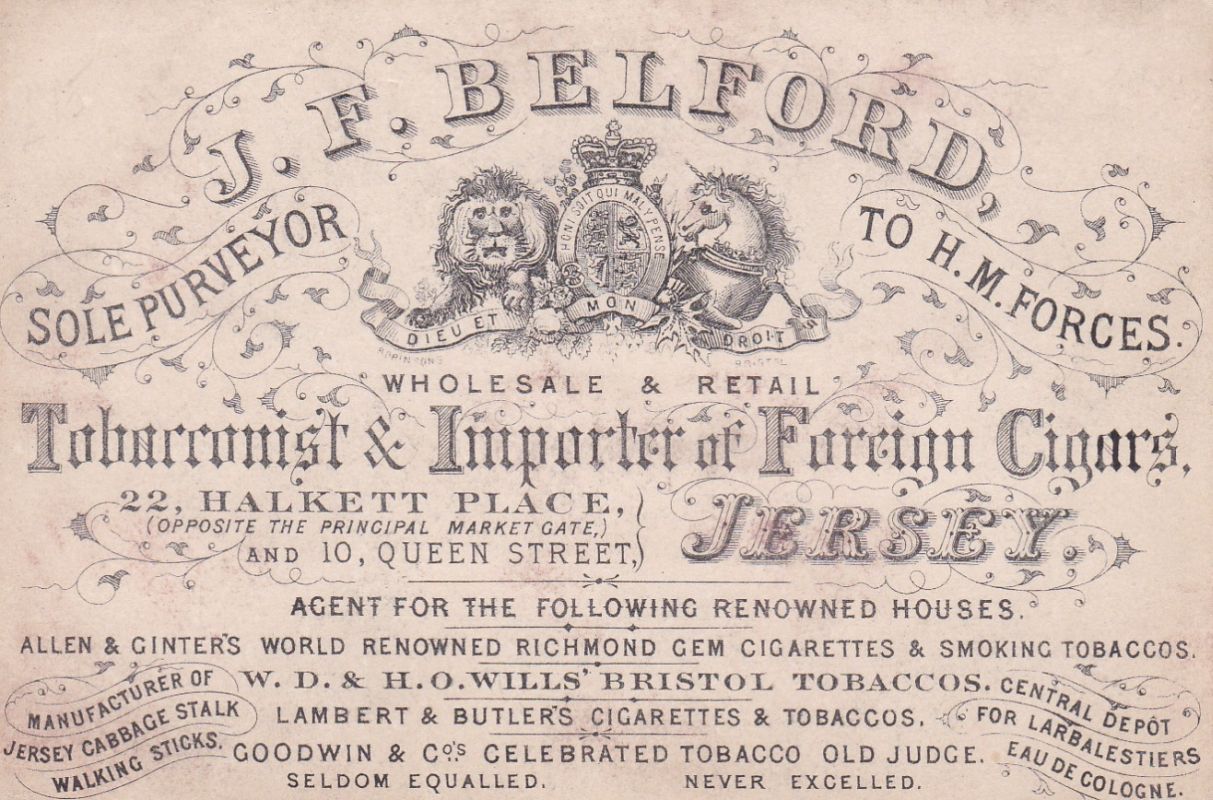 J. F. BELFORD,
SOLE PURVEYOR
TO H. M. FORCES.
HONI SOIT QUI MAL Y PENSE
DIEU ET MON DROIT
ROBINSONS BRISTOL
WHOLESALE & RETAIL
Tobacconist & Importer of Foreign Cigars,
22, HALKETT PLACE,
(OPPOSITE THE PRINCIPAL MARKET GATE,)
AND 10, QUEEN STREET,
JERSEY.
AGENT FOR THE FOLLOWING RENOWNED HOUSES.
ALLEN & GINTER'S WORLD RENOWNED RICHMOND GEM CIGARETTES & SMOKING TOBACCOS.
W. D. & H. O. WILLS' BRISTOL TOBACCOS.
LAMBERT & BUTLER'S CIGARETTES & TOBACCOS.
GOODWIN & Co's CELEBRATED TOBACCO OLD JUDGE.
SELDOM EQUALLED. NEVER EXCELLED.
MANUFACTURER OF
JERSEY CABBAGE STALK
WALKING STICKS.
CENTRAL DEPÔT
FOR LARBALESTIERS
EAU DE COLOGNE.